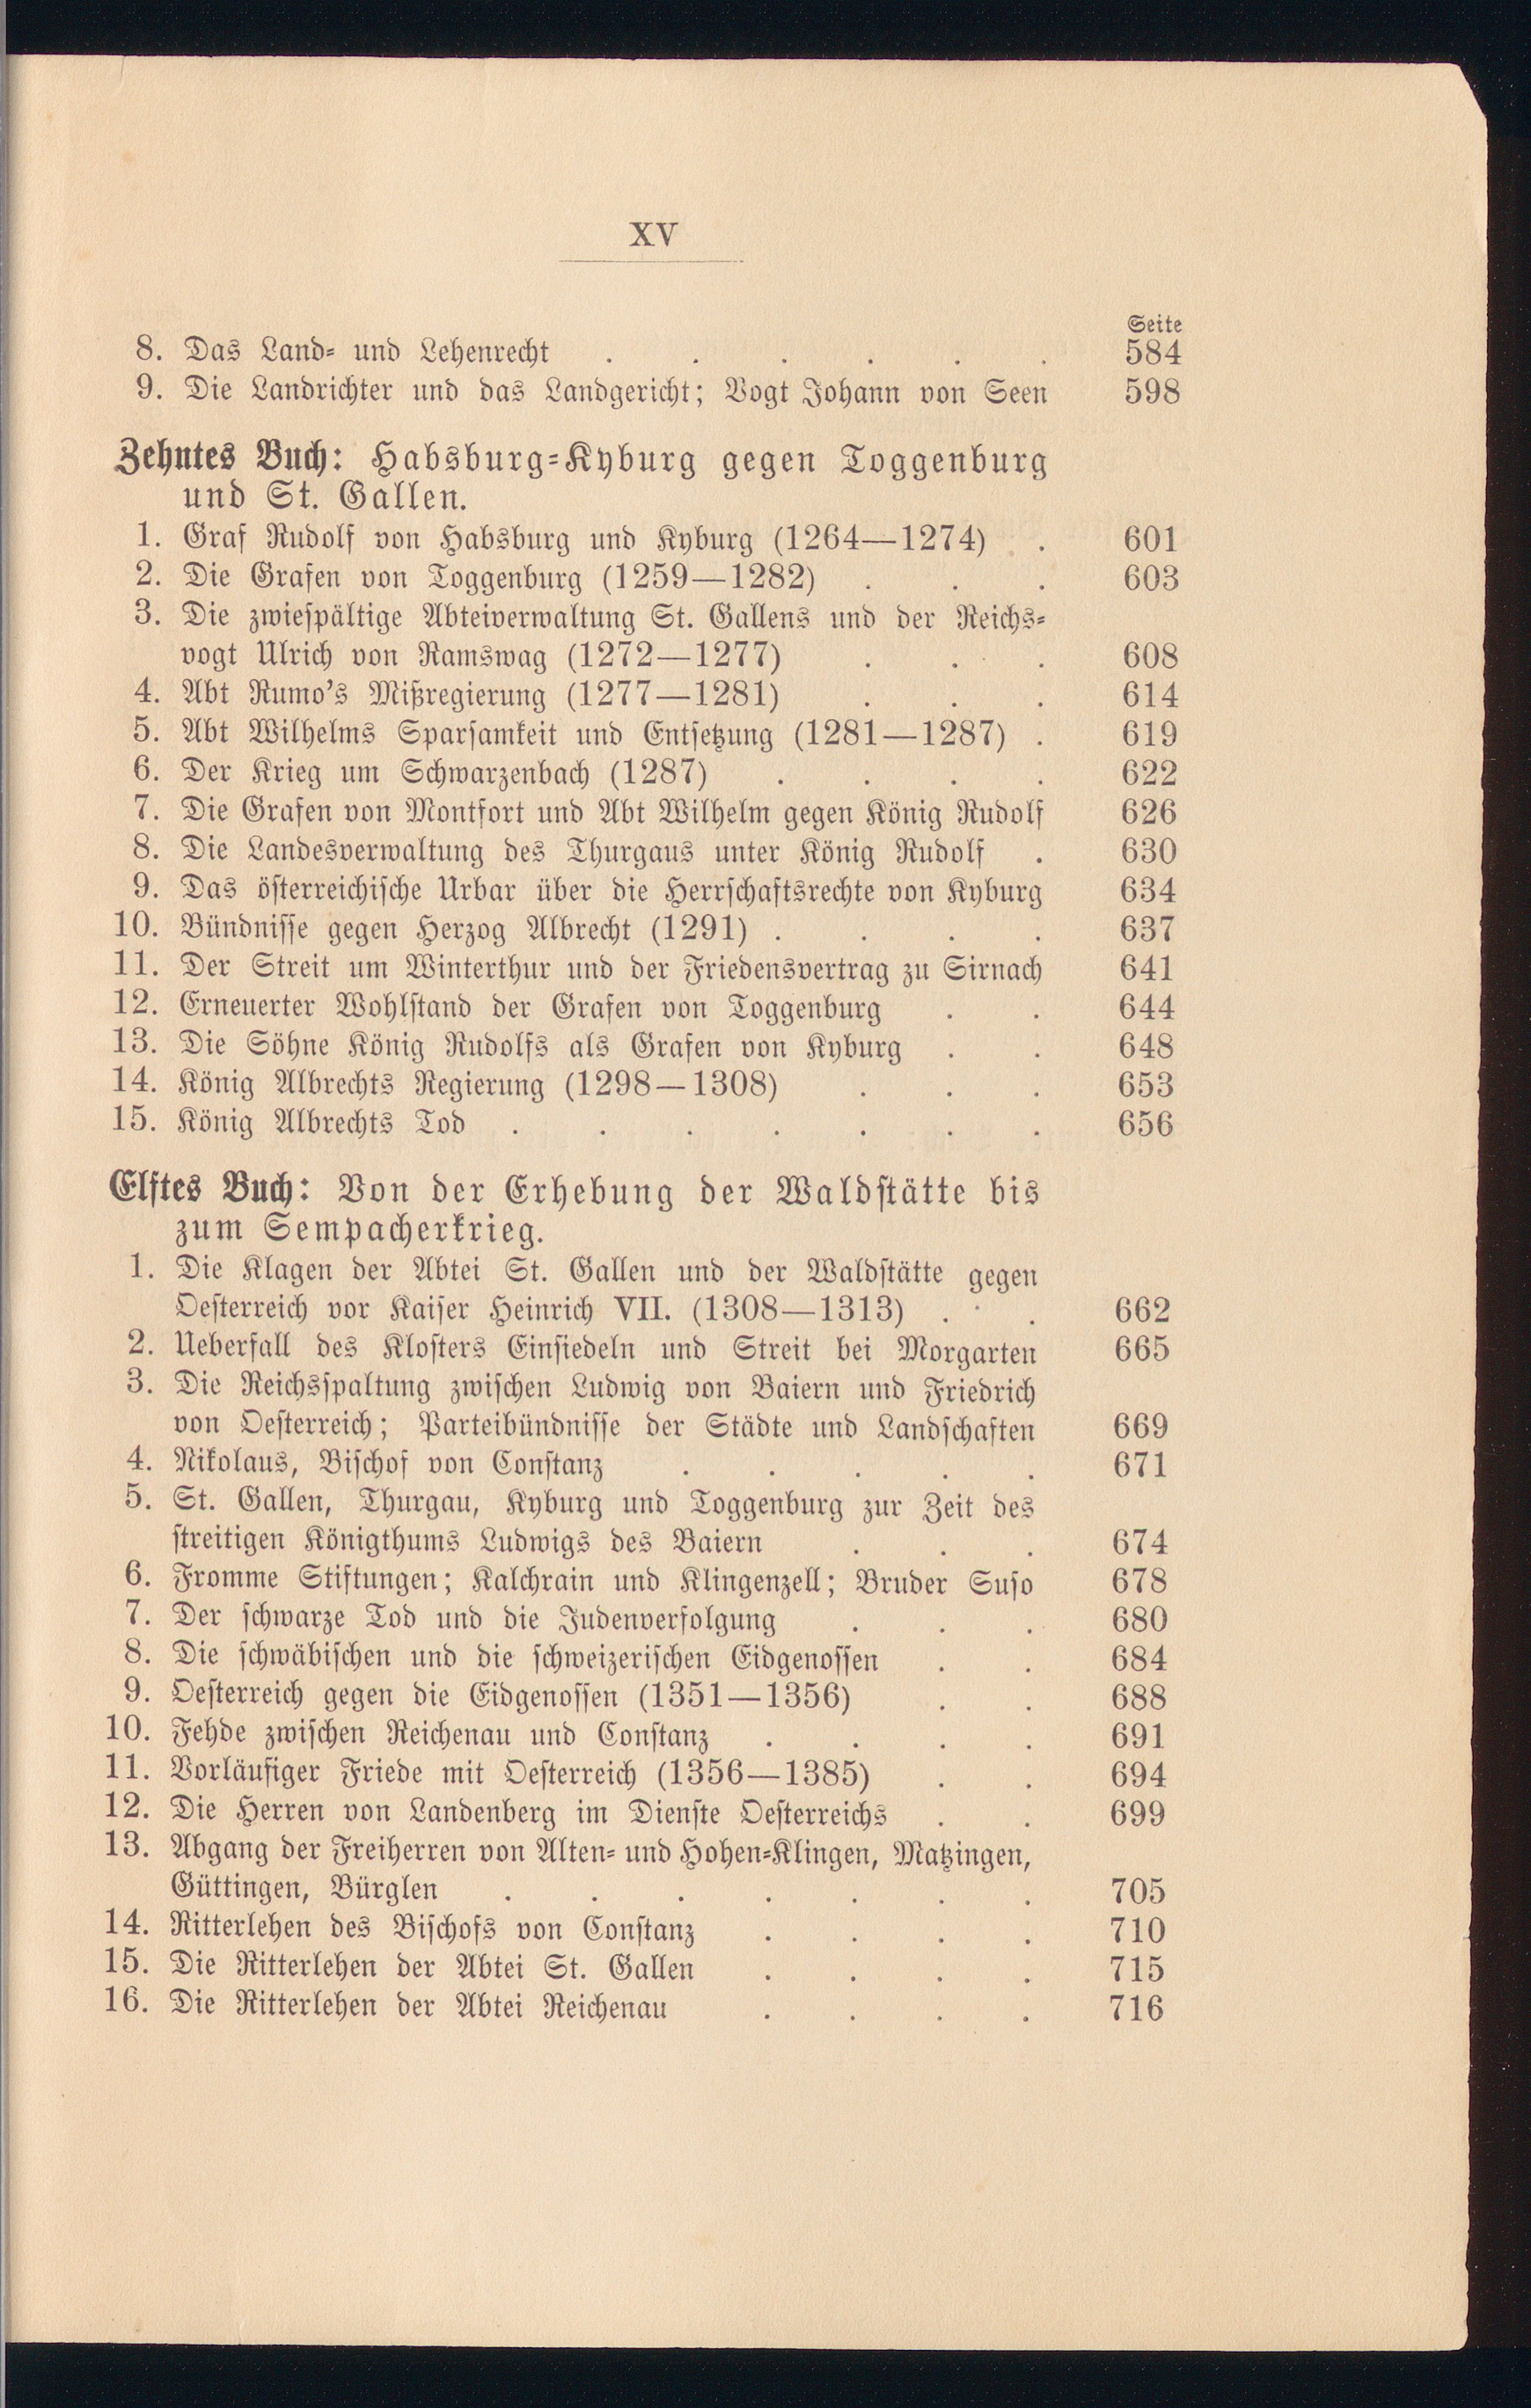 XV
Seite
8. Das Land- und Lehenrecht . . . . . . 584
9. Die Landrichter und das Landgericht; Vogt Johann von Seen 598
Zehntes Buch: Habsburg-Kyburg gegen Toggenburg
und St. Gallen.
1. Graf Rudolf von Habsburg und Kyburg (1264—1274) . 601
2. Die Grafen von Toggenburg (1259—1282) . . . 603
3. Die zwiespältige Abteiverwaltung St. Gallens und der Reichs-
vogt Ulrich von Ramswag (1272—1277) . . . 608
4. Abt Rumo's Mißregierung (1277—1281) . . . 614
5. Abt Wilhelms Sparsamkeit und Entsetzung (1281—1287) . 619
6. Der Krieg um Schwarzenbach (1287) . . . . 622
7. Die Grafen von Montfort und Abt Wilhelm gegen König Rudolf 626
8. Die Landesverwaltung des Thurgaus unter König Rudolf . 630
9. Das österreichische Urbar über die Herrschaftsrechte von Kyburg 634
10. Bündnisse gegen Herzog Albrecht (1291) . . . . 637
11. Der Streit um Winterthur und der Friedensvertrag zu Sirnach 641
12. Erneuerter Wohlstand der Grafen von Toggenburg . . 644
13. Die Söhne König Rudolfs als Grafen von Kyburg . . 648
14. König Albrechts Regierung (1298—1308) . . . 653
15. König Albrechts Tod . . . . . . . 656
Elftes Buch: Von der Erhebung der Waldstätte bis
zum Sempacherkrieg.
1. Die Klagen der Abtei St. Gallen und der Waldstätte gegen
Oesterreich vor Kaiser Heinrich VII. (1308—1313) . . 662
2. Ueberfall des Klosters Einsiedeln und Streit bei Morgarten 665
3. Die Reichsspaltung zwischen Ludwig von Baiern und Friedrich
von Oesterreich; Parteibündnisse der Städte und Landschaften 669
4. Nikolaus, Bischof von Constanz . . . . . 671
5. St. Gallen, Thurgau, Kyburg und Toggenburg zur Zeit des
streitigen Königthums Ludwigs des Baiern . . . 674
6. Fromme Stiftungen; Kalchrain und Klingenzell; Bruder Suso 678
7. Der schwarze Tod und die Judenverfolgung . . . 680
8. Die schwäbischen und die schweizerischen Eidgenossen . . 684
9. Oesterreich gegen die Eidgenossen (1351—1356) . . 688
10. Fehde zwischen Reichenau und Constanz . . . . 691
11. Vorläufiger Friede mit Oesterreich (1356—1385) . . 694
12. Die Herren von Landenberg im Dienste Oesterreichs . . 699
13. Abgang der Freiherren von Alten- und Hohen-Klingen, Matzingen,
Güttingen, Bürglen . . . . . . . 705
14. Ritterlehen des Bischofs von Constanz . . . . 710
15. Die Ritterlehen der Abtei St. Gallen . . . . 715
16. Die Ritterlehen der Abtei Reichenau . . . . 716